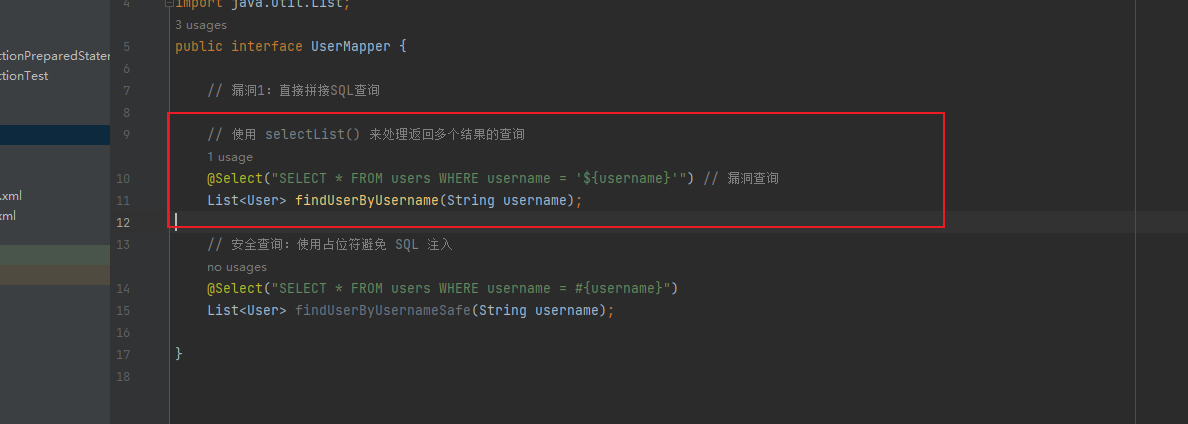 4 import java.util.List;
3 usages
5 public interface UserMapper {
ctionPreparedStater
6
ctionTest
7 // 漏洞1: 直接拼接SQL查询
8
9 // 使用 selectList() 来处理返回多个结果的查询
1 usage
10 @Select("SELECT * FROM users WHERE username = '${username}'") // 漏洞查询
.xml
11 List<User> findUserByUsername(String username);
xml
12
13 // 安全查询: 使用占位符避免 SQL 注入
no usages
14 @Select("SELECT * FROM users WHERE username = #{username}")
15 List<User> findUserByUsernameSafe(String username);
16
17 }
18